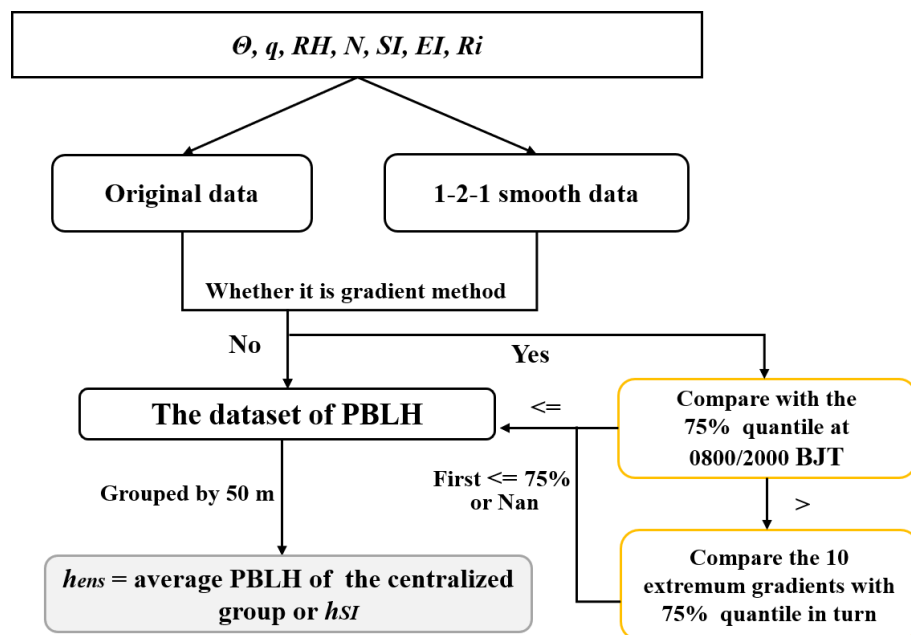 Θ, q, RH, N, SI, EI, Ri
Original data
1-2-1 smooth data
Whether it is gradient method
No
Yes
The dataset of PBLH
<=
Compare with the
75% quantile at
0800/2000 BJT
Grouped by 50 m
First <= 75%
or Nan
>
hens = average PBLH of the centralized
group or hSI
Compare the 10
extremum gradients with
75% quantile in turn